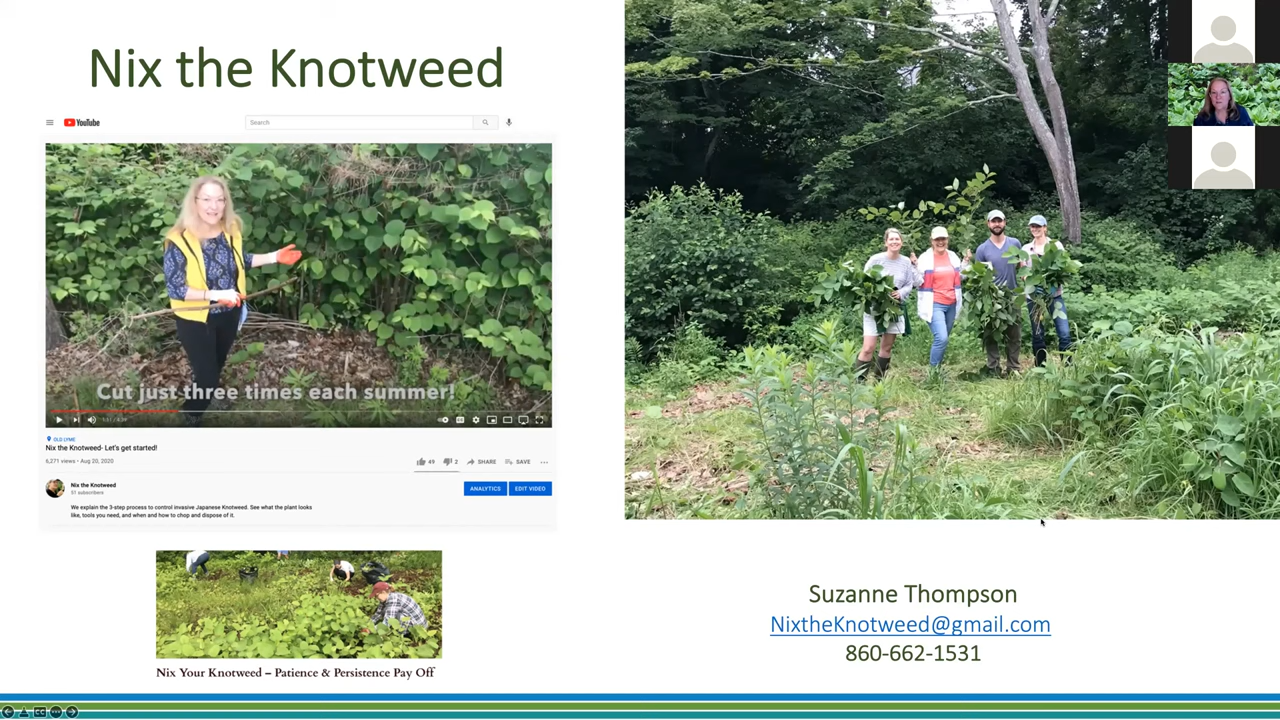 Nix the Knotweed
YouTube
Search
Cut just three times each summer!
OLD LYME
Nix the Knotweed- Let's get started!
6,271 views • Aug 20, 2020
49
2
SHARE
SAVE
Nix the Knotweed
51 subscribers
ANALYTICS
EDIT VIDEO
We explain the 3-step process to control invasive Japanese Knotweed. See what the plant looks
like, tools you need, and when and how to chop and dispose of it.
Nix Your Knotweed – Patience & Persistence Pay Off
Suzanne Thompson
NixtheKnotweed@gmail.com
860-662-1531